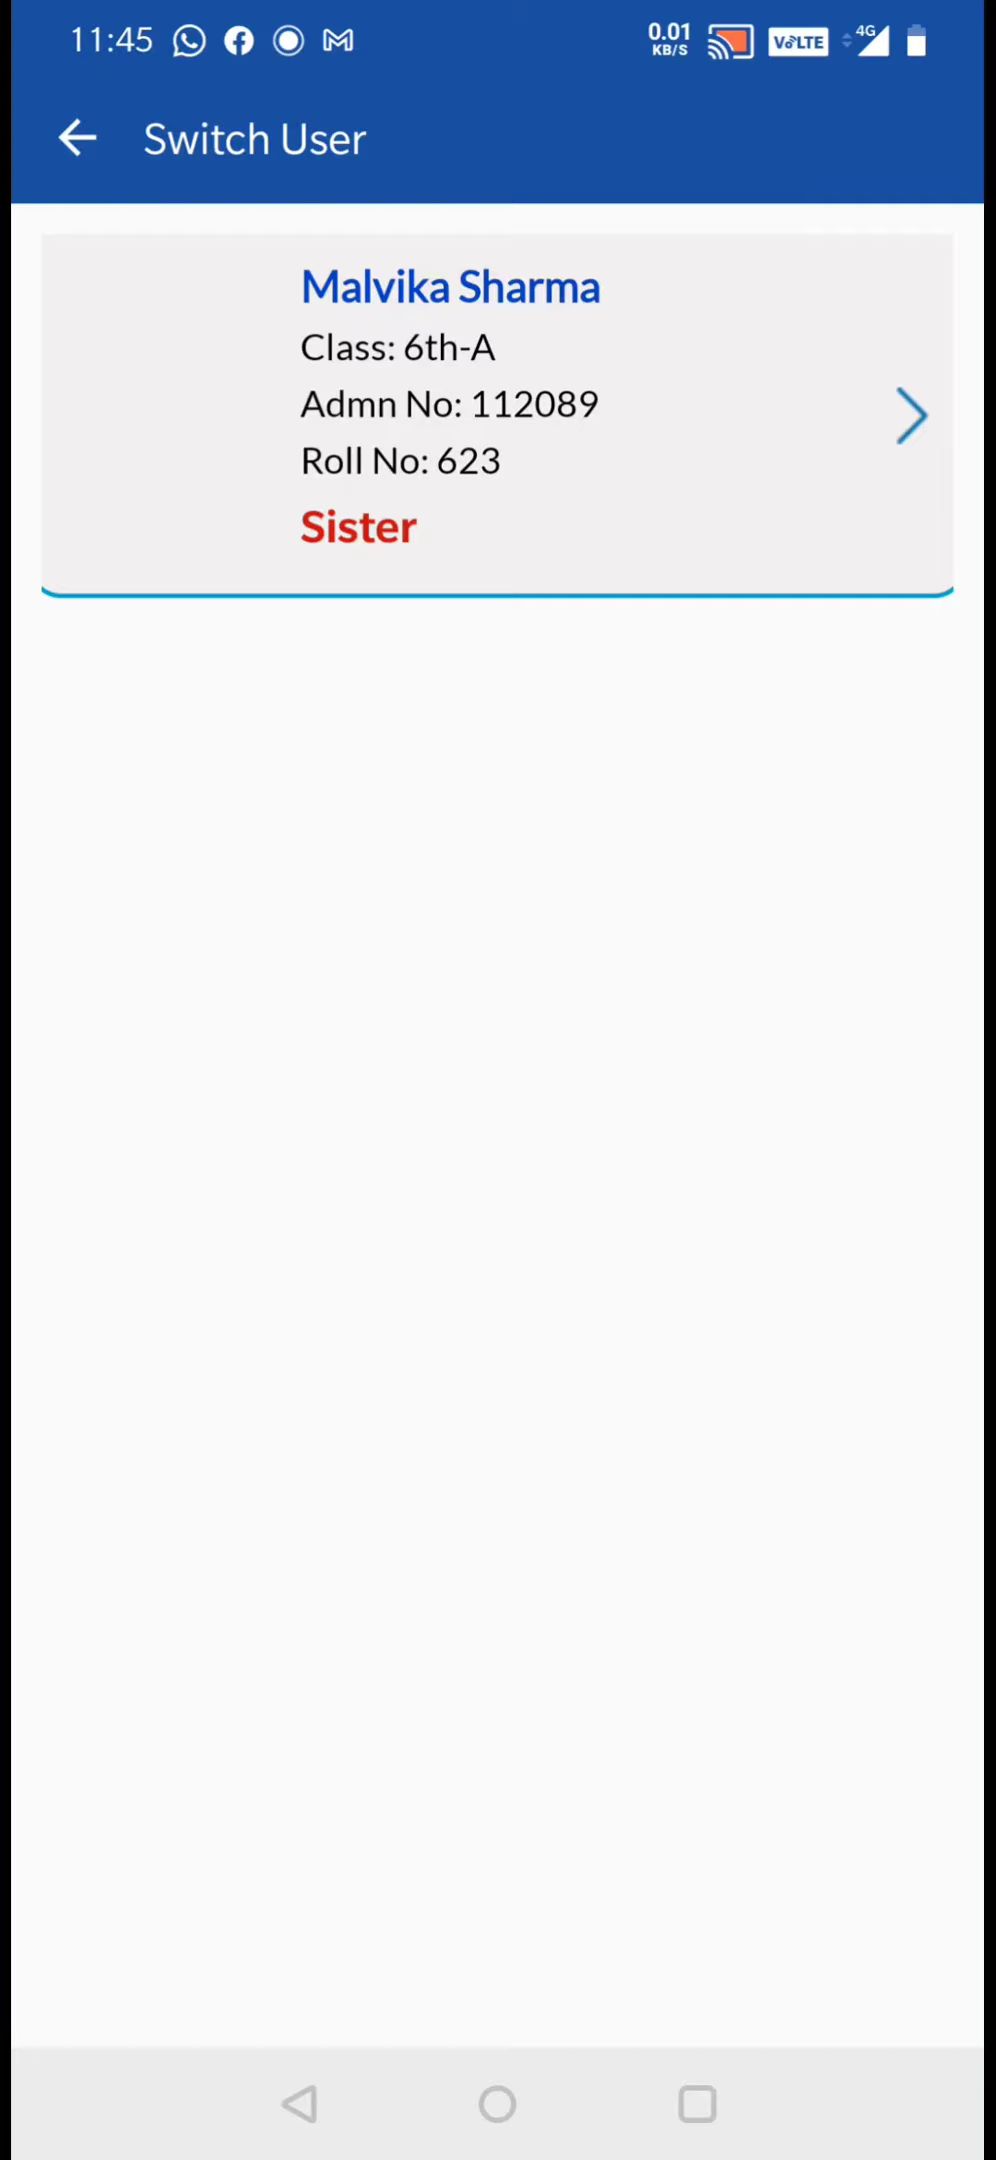 11:45
0.01
KB/S
VoLTE
4G
Switch User
Malvika Sharma
Class: 6th-A
Admn No: 112089
Roll No: 623
Sister